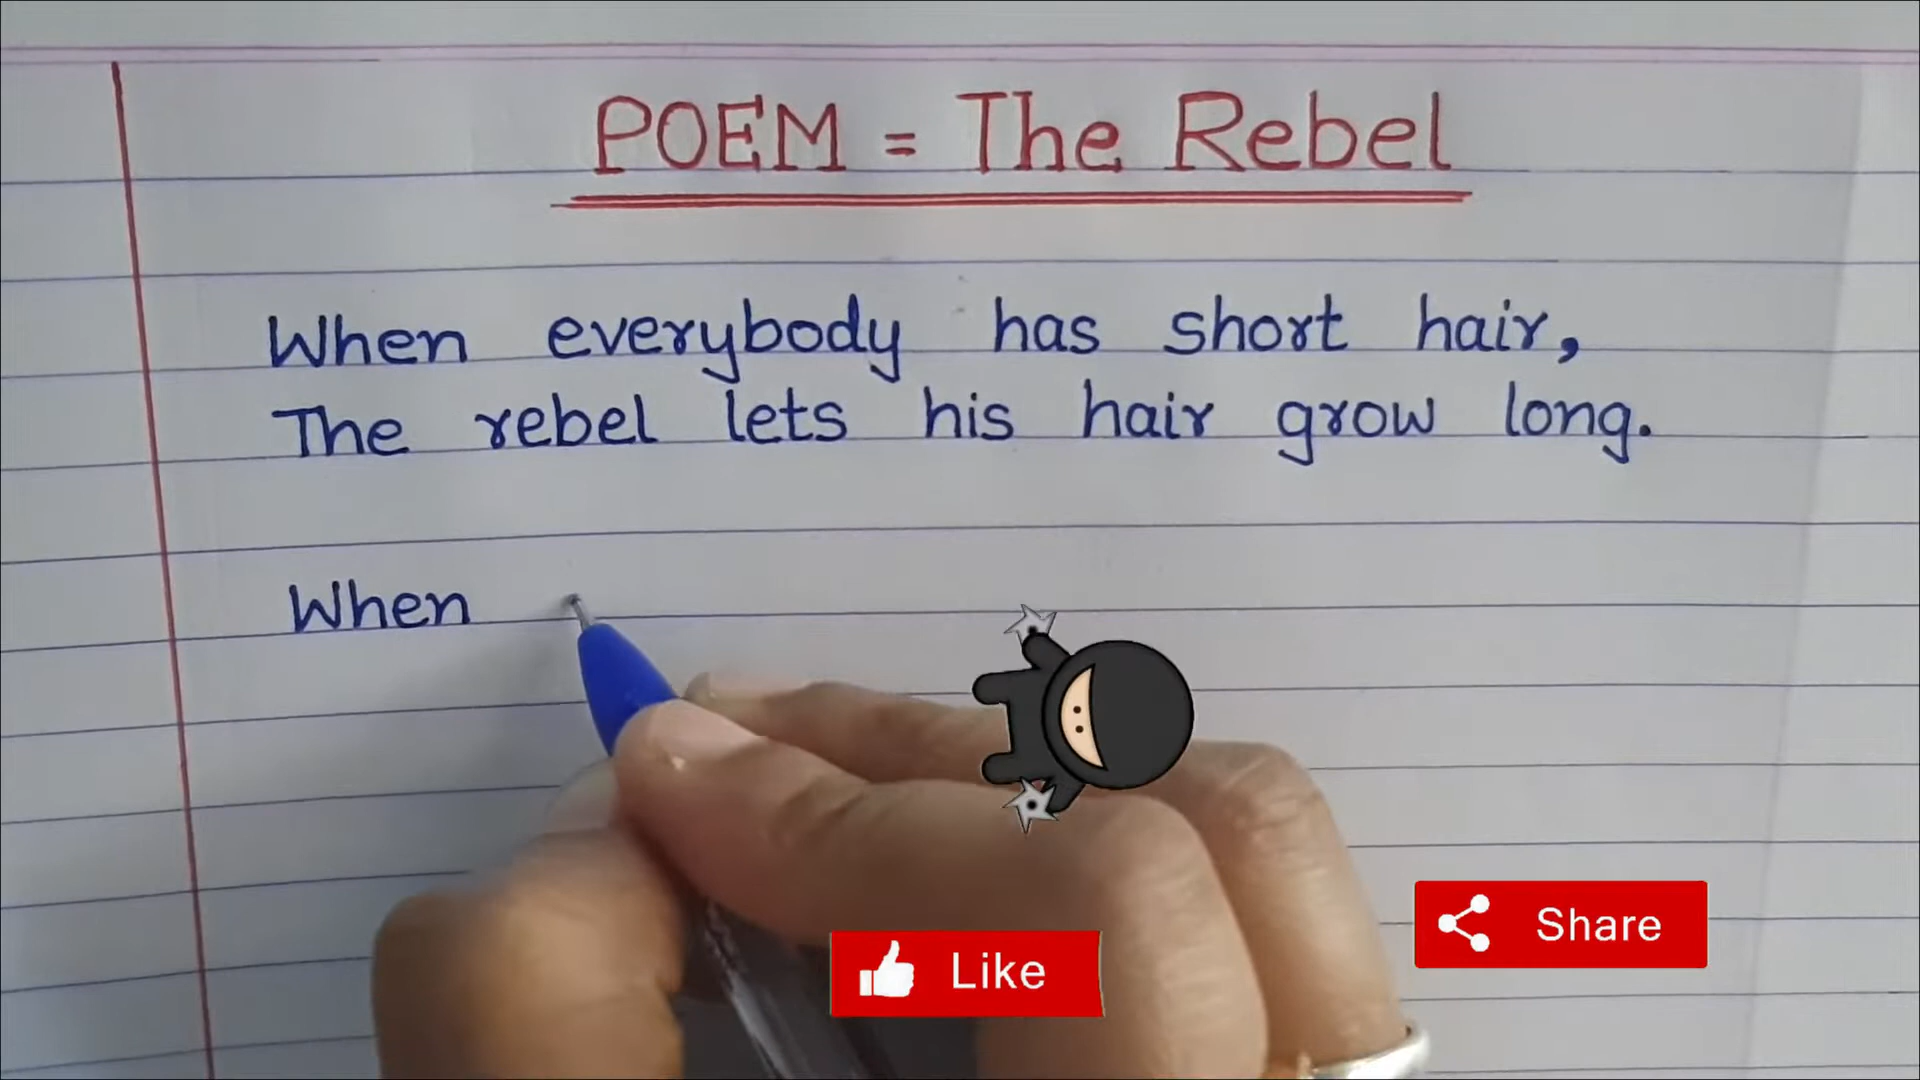 POEM = The Rebel
When everybody has short hair,
The rebel lets his hair grow long.
When
Like
Share